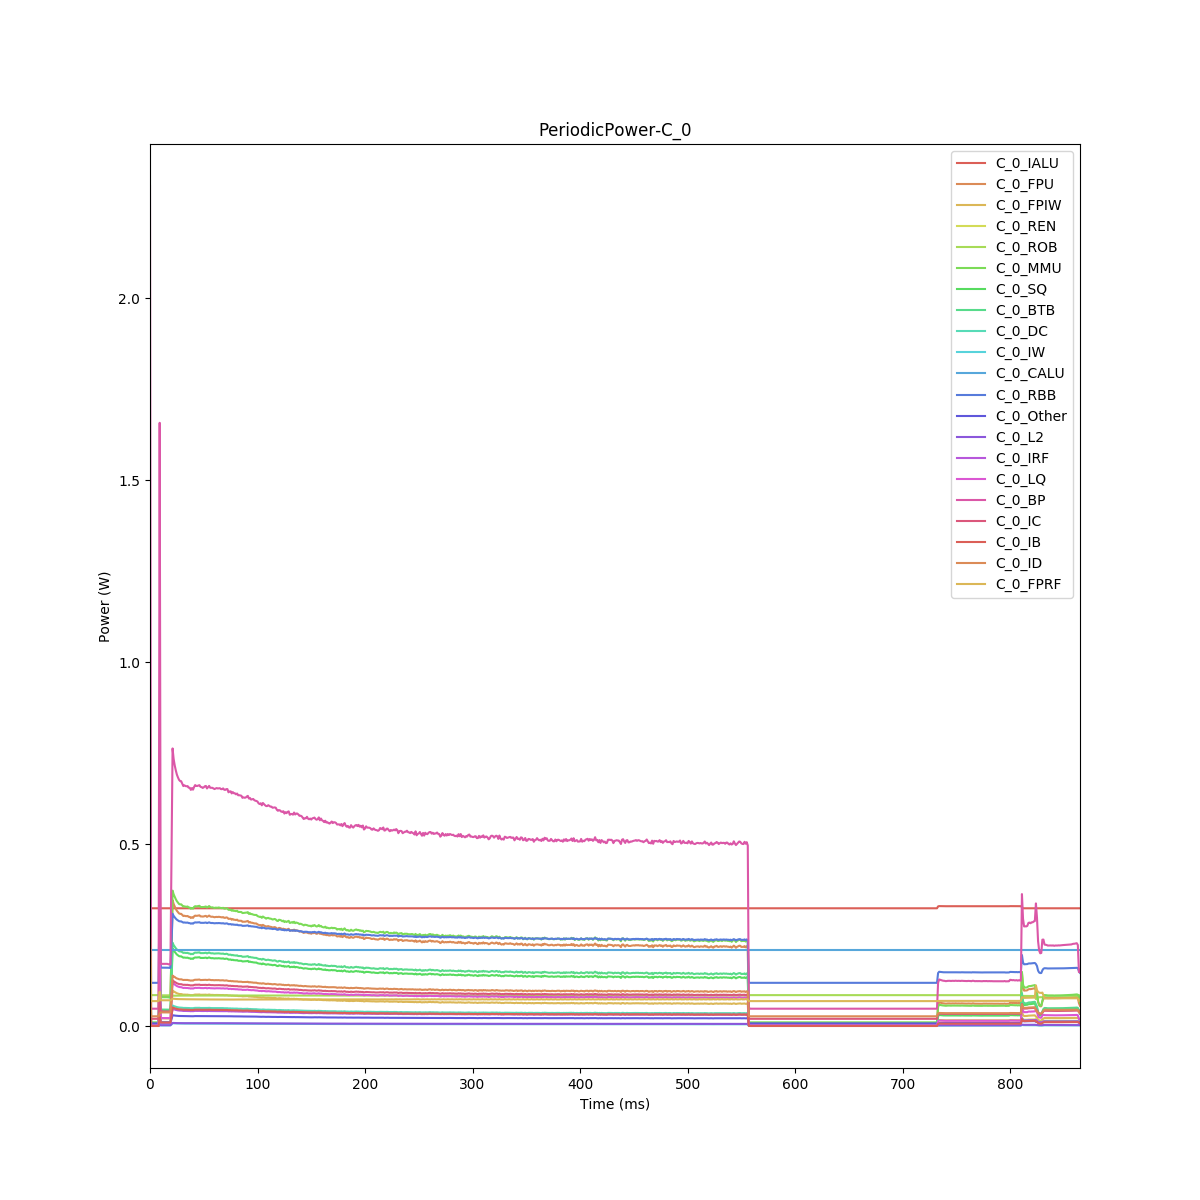 PeriodicPower-C_0
C_0_IALU
C_0_FPU
C_0_FPIW
C_0_REN
C_0_ROB
C_0_MMU
C_0_SQ
C_0_BTB
C_0_DC
C_0_IW
C_0_CALU
C_0_RBB
C_0_Other
C_0_L2
C_0_IRF
C_0_LQ
C_0_BP
C_0_IC
C_0_IB
C_0_ID
C_0_FPRF
2.0
1.5
1.0
0.5
0.0
Power (W)
0 100 200 300 400 500 600 700 800
Time (ms)